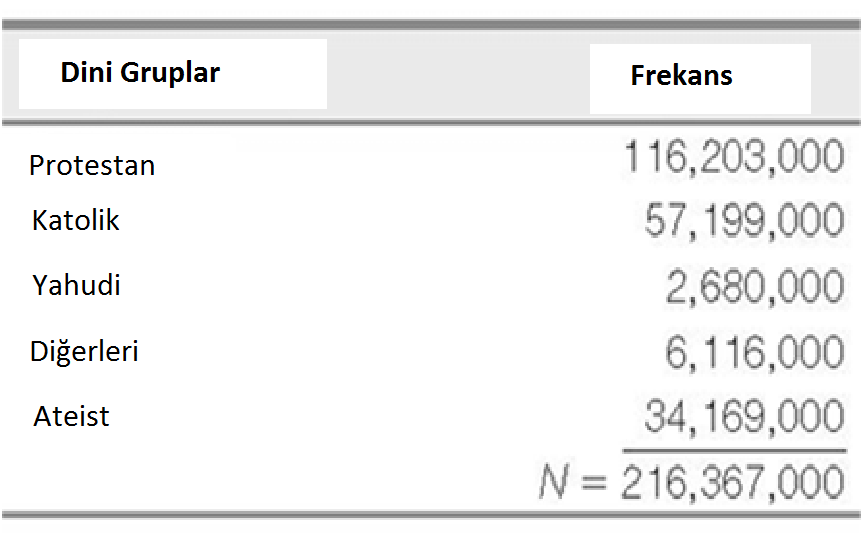 Dini Gruplar Frekans
Protestan 116,203,000
Katolik 57,199,000
Yahudi 2,680,000
Diğerleri 6,116,000
Ateist 34,169,000
N = 216,367,000